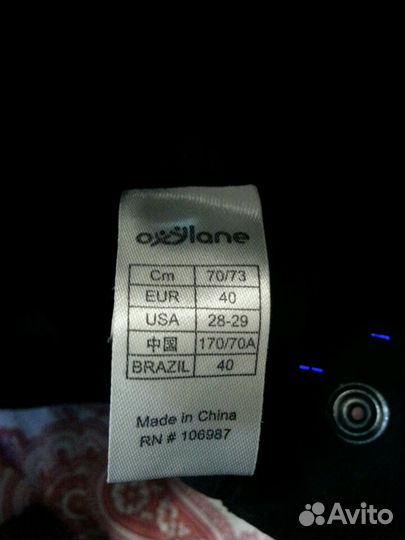 oxylane
Cm 70/73
EUR 40
USA 28-29
中国 170/70A
BRAZIL 40
Made in China
RN # 106987
Avito